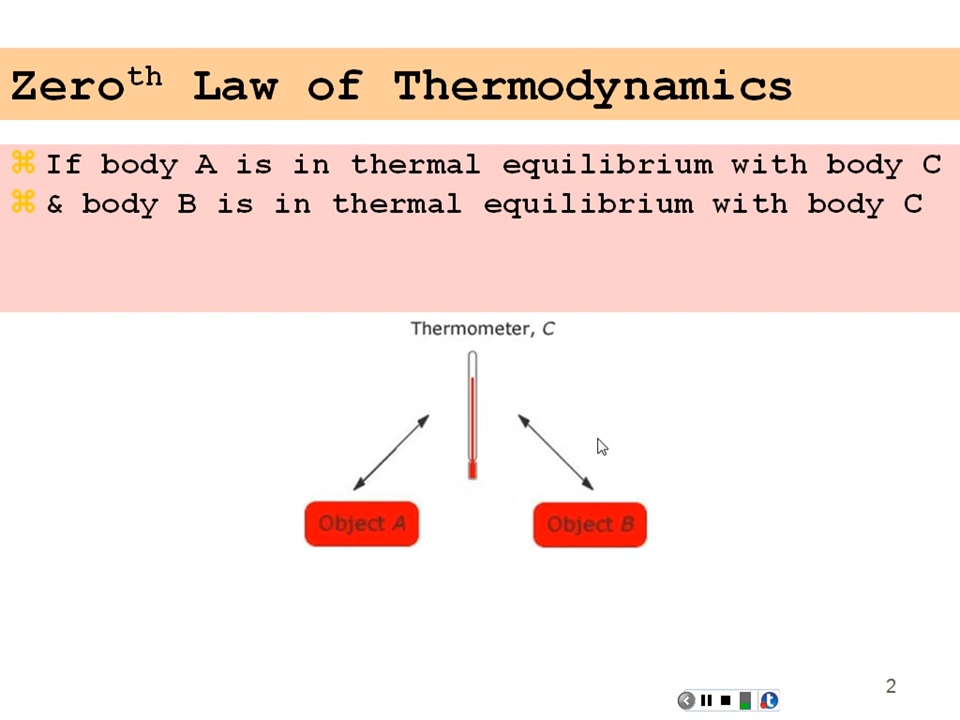 Zeroth Law of Thermodynamics
⌘ If body A is in thermal equilibrium with body C
⌘ & body B is in thermal equilibrium with body C
Thermometer, C
Object A Object B
2